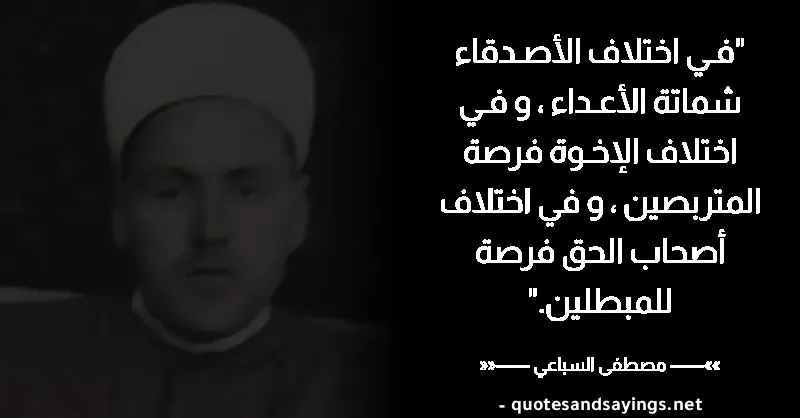 "في اختلاف الأصدقاء
شماتة الأعداء ، و في
اختلاف الإخوة فرصة
المتربصين ، و في اختلاف
أصحاب الحق فرصة
للمبطلين."
»»—— مصطفى السباعي ——««
- quotesandsayings.net